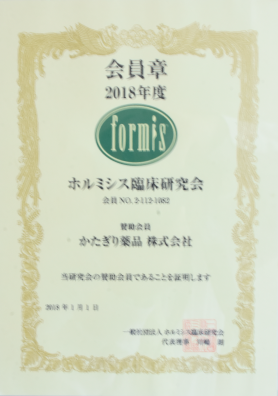 会員章
2018年度
formis
ホルミシス臨床研究会
会員 NO. 2-112-1082
賛助会員
かたぎり薬品 株式会社
当研究会の賛助会員であることを証明します
2018 年 1 月 1 日
一般社団法人 ホルミシス臨床研究会
代表理事